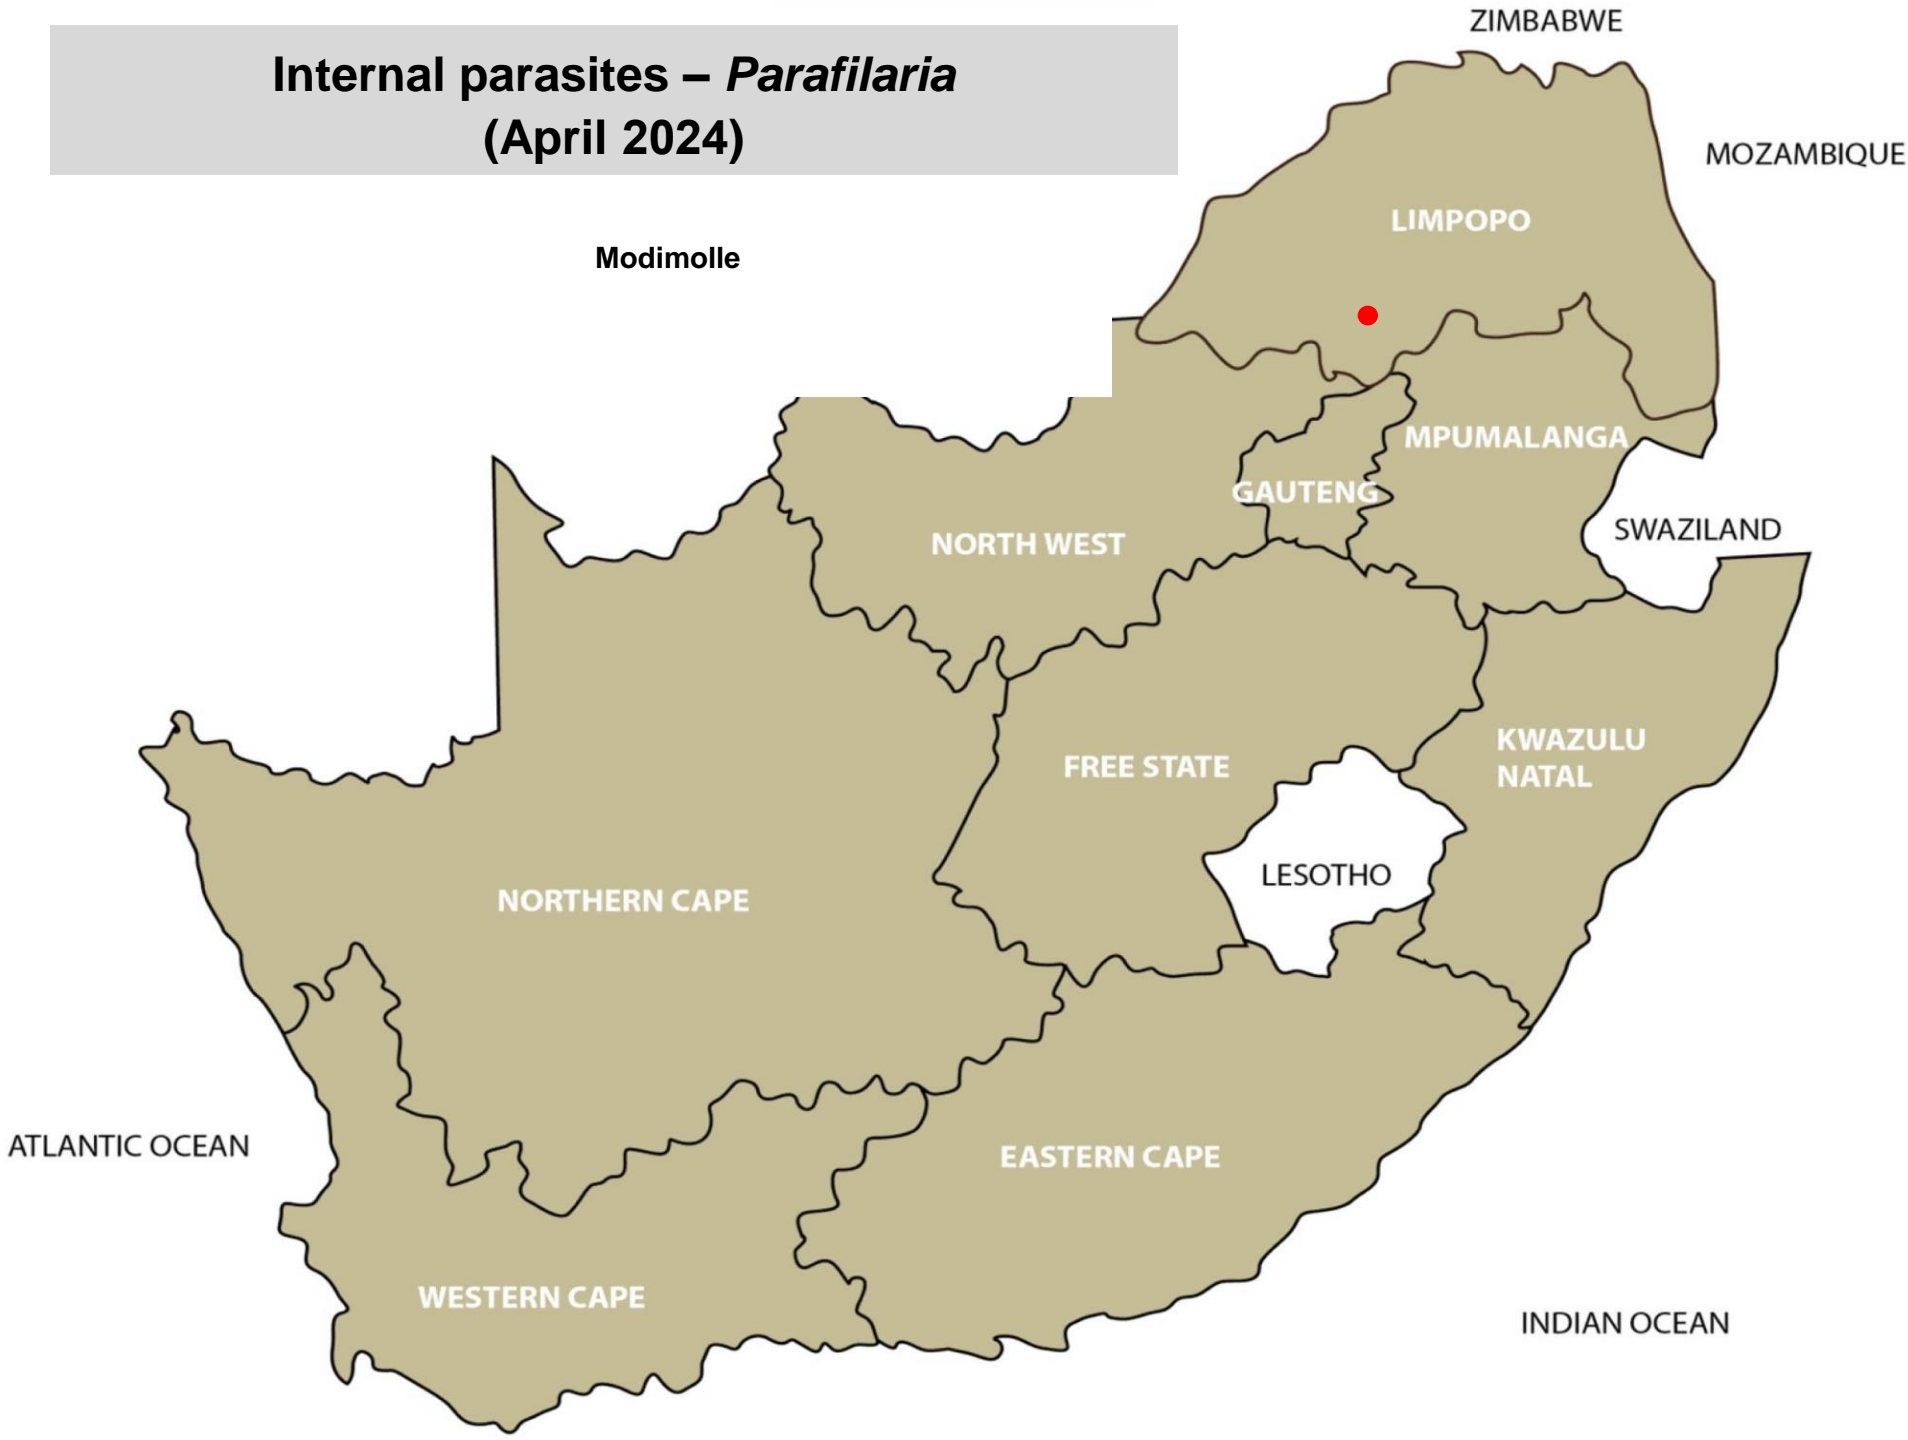 ZIMBABWE
Internal parasites – Parafilaria
(April 2024)
MOZAMBIQUE
LIMPOPO
Modimolle
MPUMALANGA
GAUTENG
SWAZILAND
NORTH WEST
KWAZULU
NATAL
FREE STATE
LESOTHO
NORTHERN CAPE
ATLANTIC OCEAN
EASTERN CAPE
WESTERN CAPE
INDIAN OCEAN